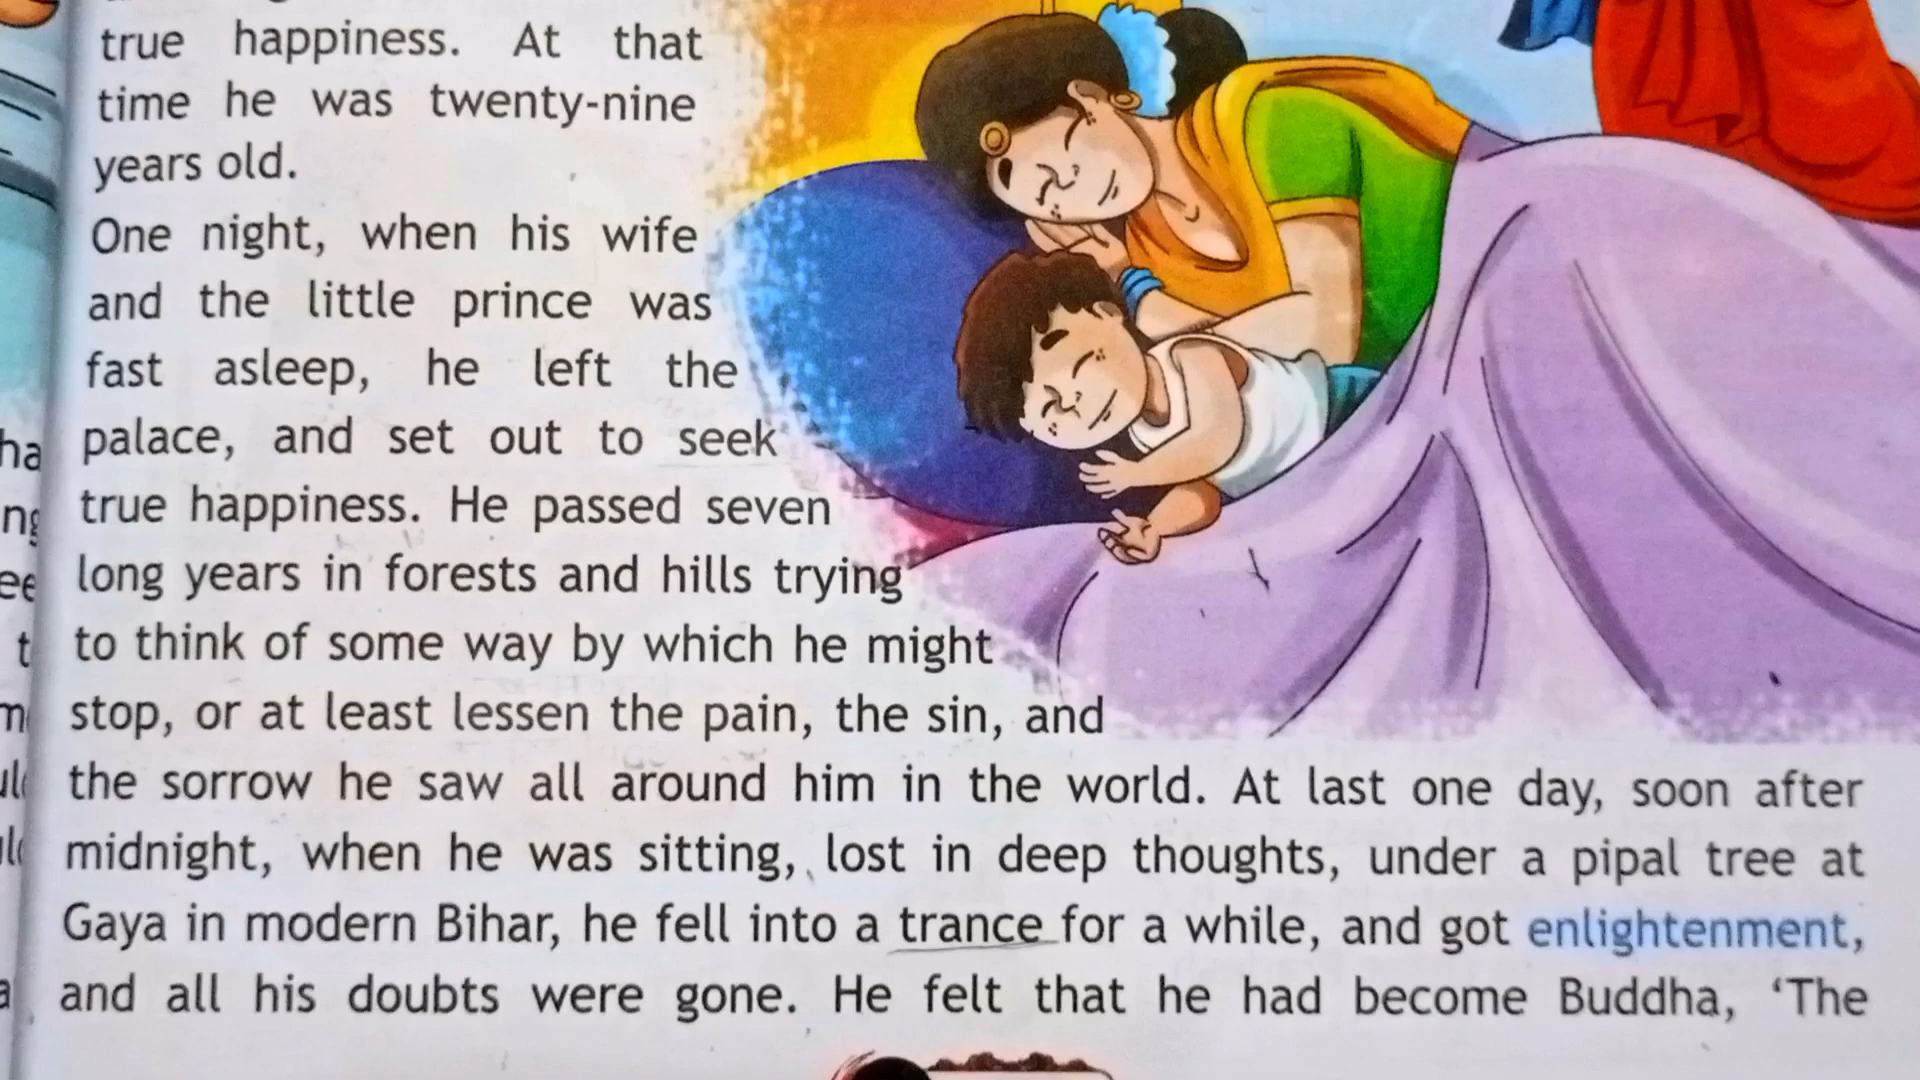 true happiness. At that
time he was twenty-nine
years old.
One night, when his wife
and the little prince was
fast asleep, he left the
palace, and set out to seek
true happiness. He passed seven
long years in forests and hills trying
to think of some way by which he might
stop, or at least lessen the pain, the sin, and
the sorrow he saw all around him in the world. At last one day, soon after
midnight, when he was sitting, lost in deep thoughts, under a pipal tree at
Gaya in modern Bihar, he fell into a trance for a while, and got enlightenment,
and all his doubts were gone. He felt that he had become Buddha, ‘The